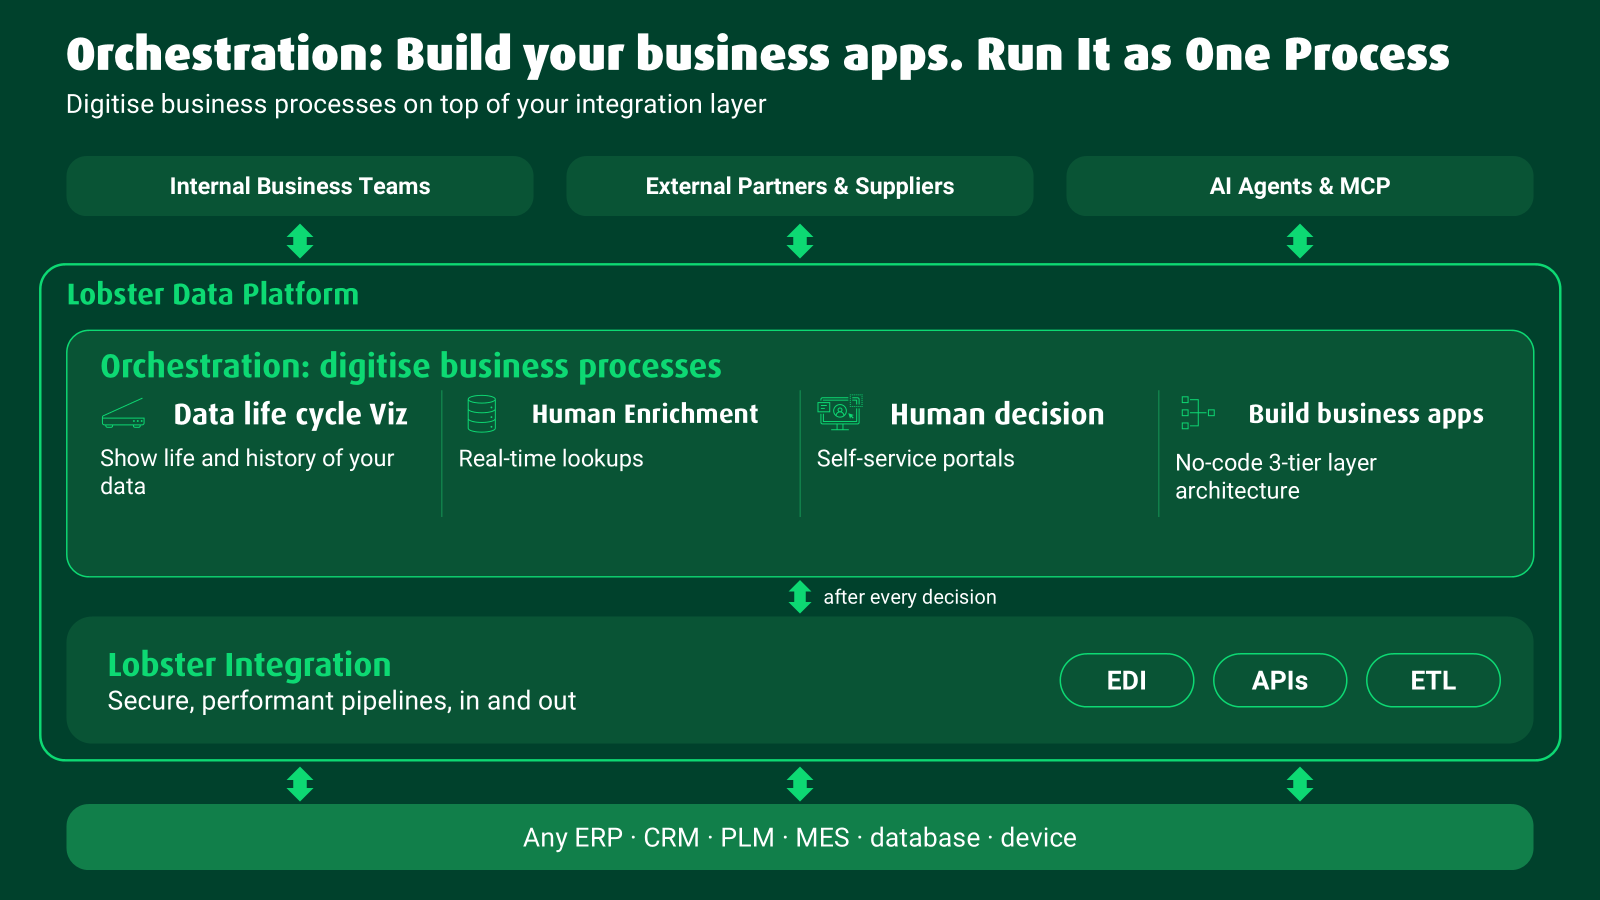 Orchestration: Build your business apps. Run It as One Process
Digitise business processes on top of your integration layer
Internal Business Teams
External Partners & Suppliers
AI Agents & MCP
Lobster Data Platform
Orchestration: digitise business processes
Data life cycle Viz
Show life and history of your
data
Human Enrichment
Real-time lookups
Human decision
Self-service portals
Build business apps
No-code 3-tier layer
architecture
after every decision
Lobster Integration
Secure, performant pipelines, in and out
EDI
APIs
ETL
Any ERP · CRM · PLM · MES · database · device